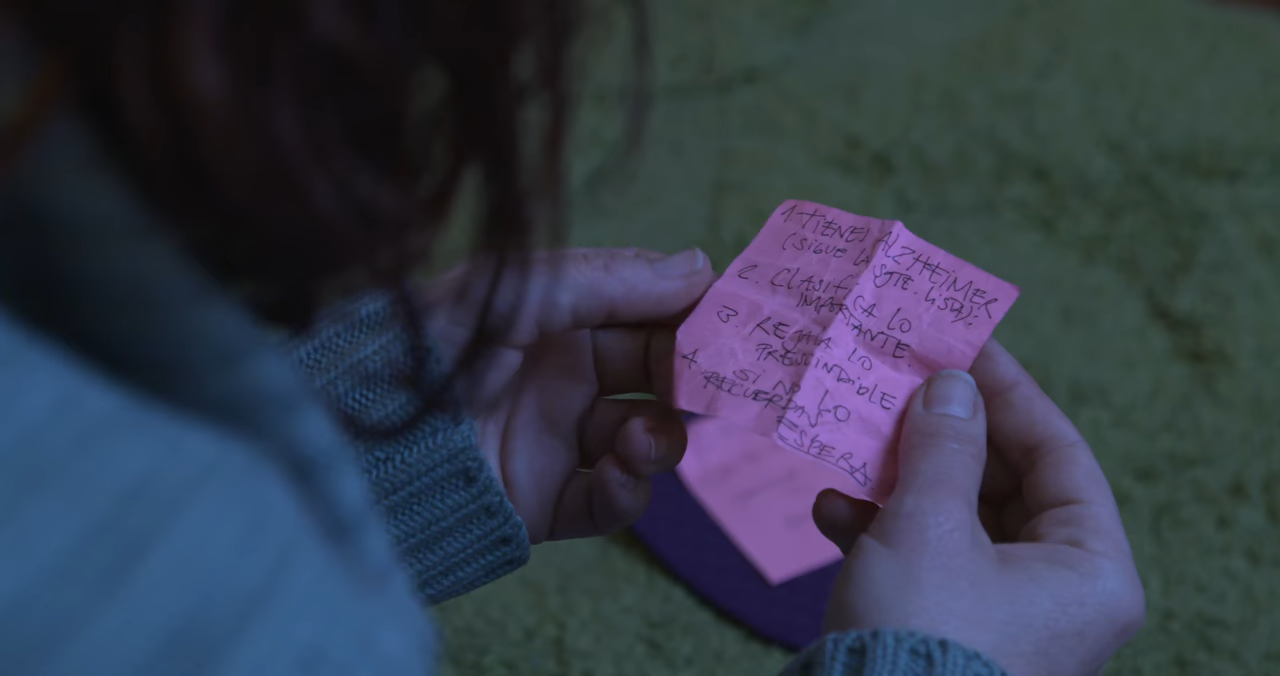 1. TIENES ALZHEIMER
(SIGUE LA SGTE. LISTA):
2. CLASIFICA LO
IMPORTANTE.
3. REGALA LO
PRESCINDIBLE
4. SI NO LO
RECUERDAS
ESPERA.